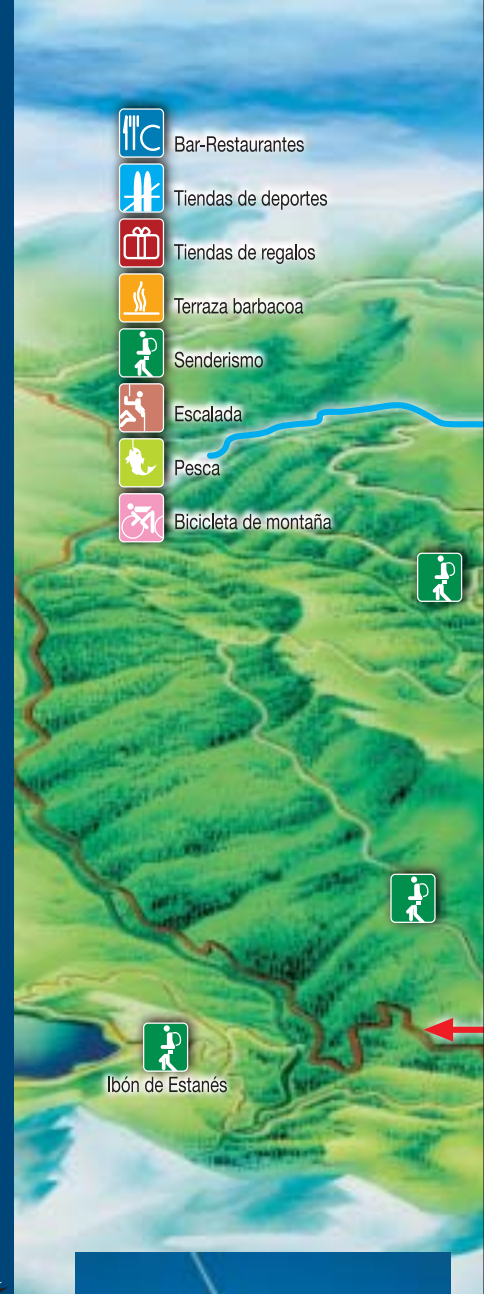 Bar-Restaurantes
Tiendas de deportes
Tiendas de regalos
Terraza barbacoa
Senderismo
Escalada
Pesca
Bicicleta de montaña
Ibón de Estanés